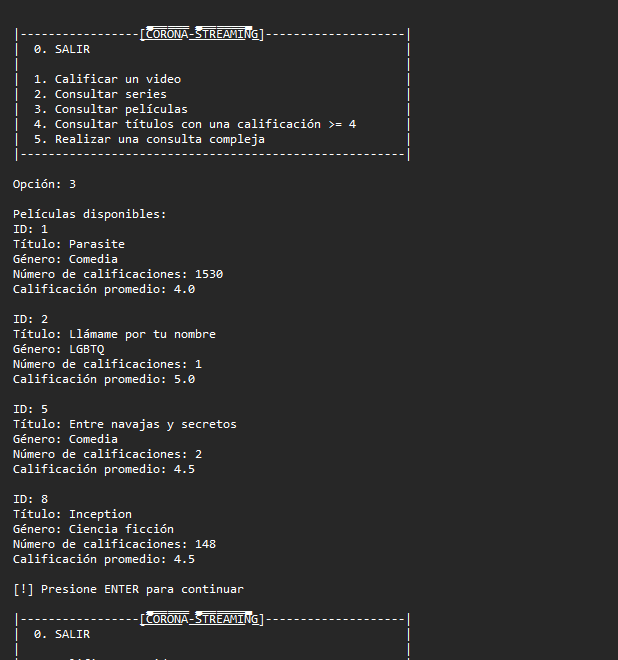 |-----------------[CORONA-STREAMING]--------------------|
|  0. SALIR                                             |
|                                                       |
|  1. Calificar un video                                |
|  2. Consultar series                                  |
|  3. Consultar películas                               |
|  4. Consultar títulos con una calificación >= 4       |
|  5. Realizar una consulta compleja                    |
|-------------------------------------------------------|
Opción: 3
Películas disponibles:
ID: 1
Título: Parasite
Género: Comedia
Número de calificaciones: 1530
Calificación promedio: 4.0
ID: 2
Título: Llámame por tu nombre
Género: LGBTQ
Número de calificaciones: 1
Calificación promedio: 5.0
ID: 5
Título: Entre navajas y secretos
Género: Comedia
Número de calificaciones: 2
Calificación promedio: 4.5
ID: 8
Título: Inception
Género: Ciencia ficción
Número de calificaciones: 148
Calificación promedio: 4.5
[!] Presione ENTER para continuar
|-----------------[CORONA-STREAMING]--------------------|
|  0. SALIR                                             |
|                                                       |